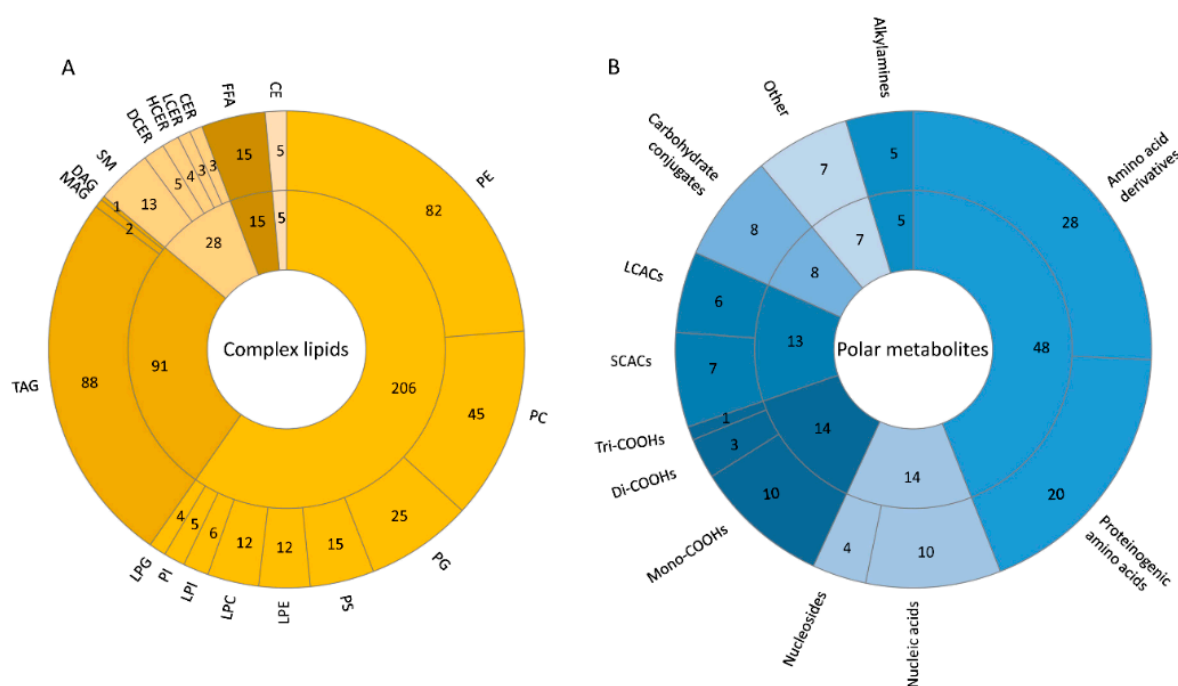 A
CE
FFA
CER
LCER
HCER
DCER
SM
DAG
MAG
TAG
LPG
PI
LPI
LPC
LPE
PS
PG
PC
PE
5
15
3
3
4
5
13
1
2
88
4
5
6
12
12
15
25
45
82
5
15
28
91
206
Complex lipids
B
Alkylamines
Other
Carbohydrate
conjugates
LCACs
SCACs
Tri-COOHs
Di-COOHs
Mono-COOHs
Nucleosides
Nucleic acids
Proteinogenic
amino acids
Amino acid
derivatives
5
7
8
6
7
1
3
10
4
10
20
28
5
7
8
13
14
14
48
Polar metabolites